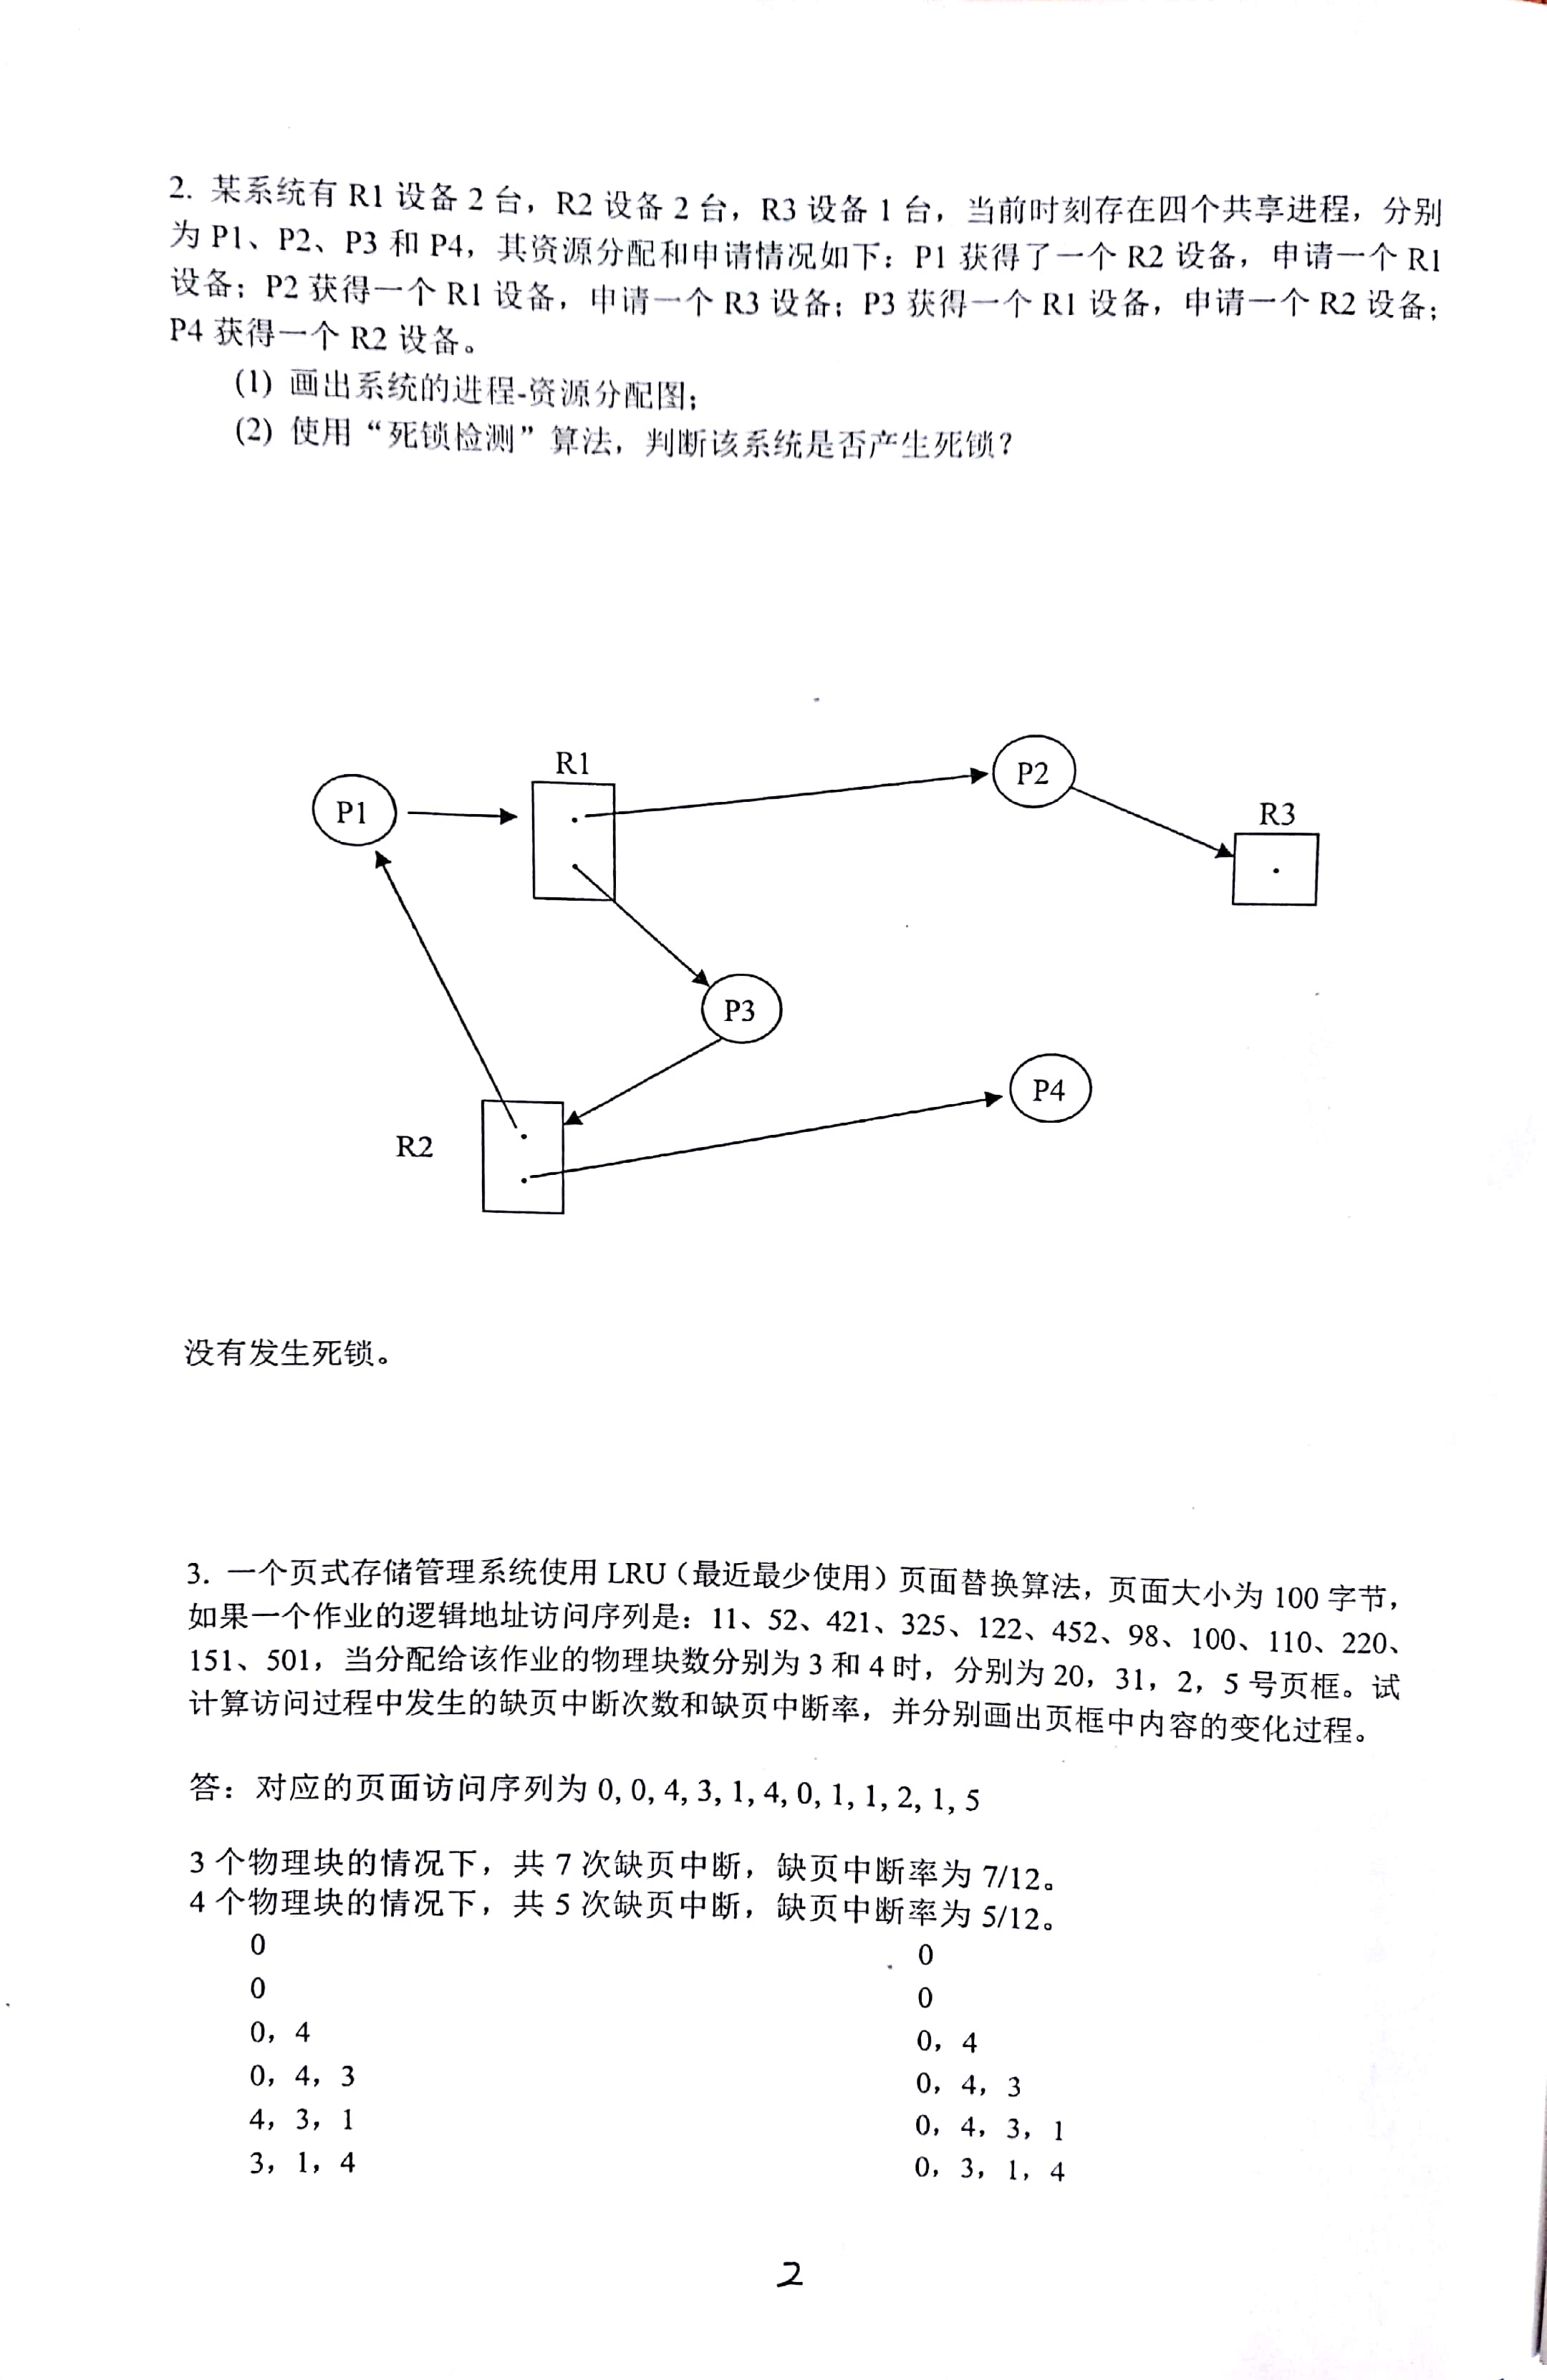 2. 某系统有 R1 设备 2 台，R2 设备 2 台，R3 设备 1 台，当前时刻存在四个共享进程，分别
为 P1、P2、P3 和 P4，其资源分配和申请情况如下：P1 获得了一个 R2 设备，申请一个 R1
设备；P2 获得一个 R1 设备，申请一个 R3 设备；P3 获得一个 R1 设备，申请一个 R2 设备；
P4 获得一个 R2 设备。
(1) 画出系统的进程-资源分配图；
(2) 使用“死锁检测”算法，判断该系统是否产生死锁？
R1
P2
P1
R3
P3
P4
R2
没有发生死锁。
3. 一个页式存储管理系统使用 LRU（最近最少使用）页面替换算法，页面大小为 100 字节，
如果一个作业的逻辑地址访问序列是：11、52、421、325、122、452、98、100、110、220、
151、501，当分配给该作业的物理块数分别为 3 和 4 时，分别为 20，31，2，5 号页框。试
计算访问过程中发生的缺页中断次数和缺页中断率，并分别画出页框中内容的变化过程。
答：对应的页面访问序列为 0, 0, 4, 3, 1, 4, 0, 1, 1, 2, 1, 5
3 个物理块的情况下，共 7 次缺页中断，缺页中断率为 7/12。
4 个物理块的情况下，共 5 次缺页中断，缺页中断率为 5/12。
0 0
0 0
0，4 0，4
0，4，3 0，4，3
4，3，1 0，4，3，1
3，1，4 0，3，1，4
2